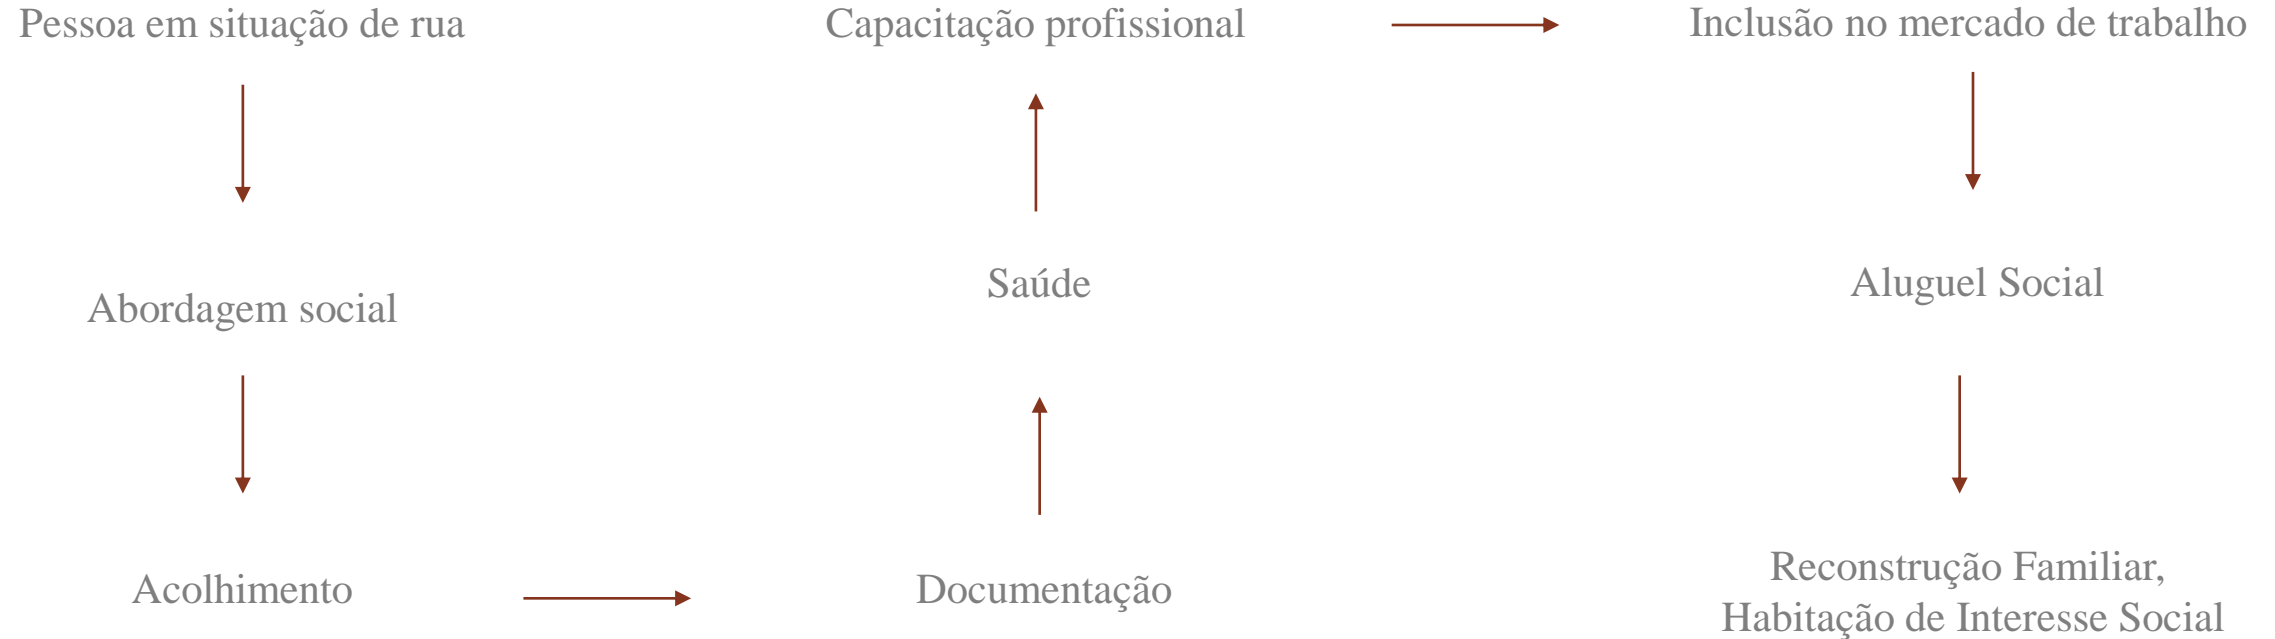 Pessoa em situação de rua
Capacitação profissional
Inclusão no mercado de trabalho
Abordagem social
Saúde
Aluguel Social
Acolhimento
Documentação
Reconstrução Familiar,
Habitação de Interesse Social